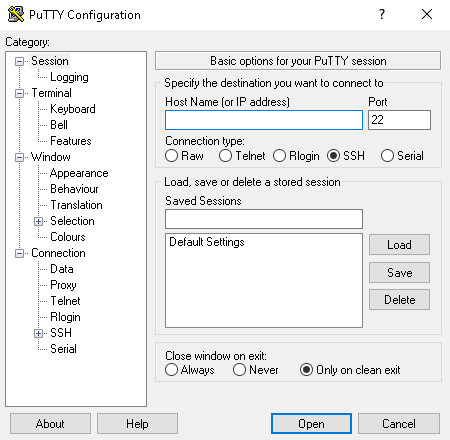 PuTTY Configuration
?
Category:
Session
Logging
Terminal
Keyboard
Bell
Features
Window
Appearance
Behaviour
Translation
Selection
Colours
Connection
Data
Proxy
Telnet
Rlogin
SSH
Serial
Basic options for your PuTTY session
Specify the destination you want to connect to
Host Name (or IP address) Port
22
Connection type:
Raw Telnet Rlogin SSH Serial
Load, save or delete a stored session
Saved Sessions
Default Settings
Load
Save
Delete
Close window on exit:
Always Never Only on clean exit
About Help Open Cancel